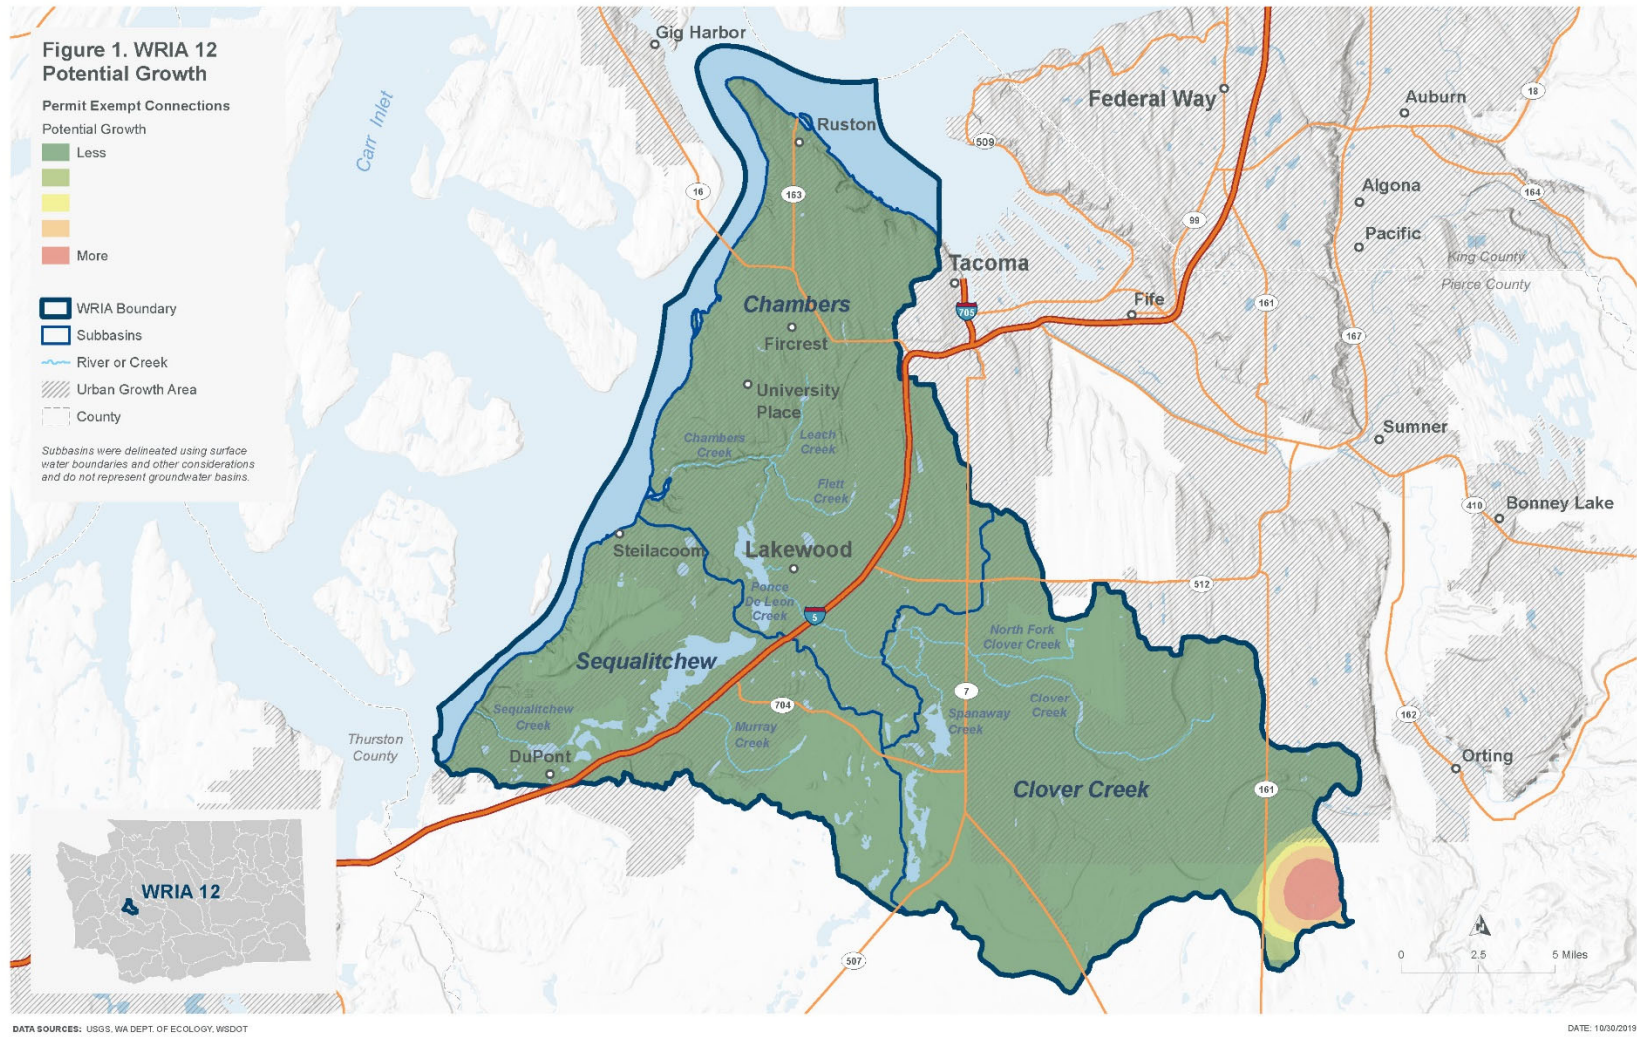 Figure 1. WRIA 12
Potential Growth
Permit Exempt Connections
Potential Growth
Less
More
WRIA Boundary
Subbasins
River or Creek
Urban Growth Area
County
Subbasins were delineated using surface
water boundaries and other considerations
and do not represent groundwater basins.
Gig Harbor
Carr Inlet
Ruston
Federal Way
Auburn
18
509
16
163
Algona
164
99
Pacific
King County
Pierce County
Tacoma
Chambers
705
Fife
161
167
Fircrest
University
Place
Chambers
Creek
Leach
Creek
Sumner
Flett
Creek
410
Bonney Lake
Steilacoom
Lakewood
512
Ponce
De Leon
Creek
5
North Fork
Clover Creek
Sequalitchew
7
704
Sequalitchew
Creek
Murray
Creek
Spanaway
Creek
Clover
Creek
162
Thurston
County
DuPont
Orting
Clover Creek
161
WRIA 12
507
N
0 2.5 5 Miles
DATA SOURCES: USGS, WA DEPT. OF ECOLOGY, WSDOT
DATE: 10/30/2019